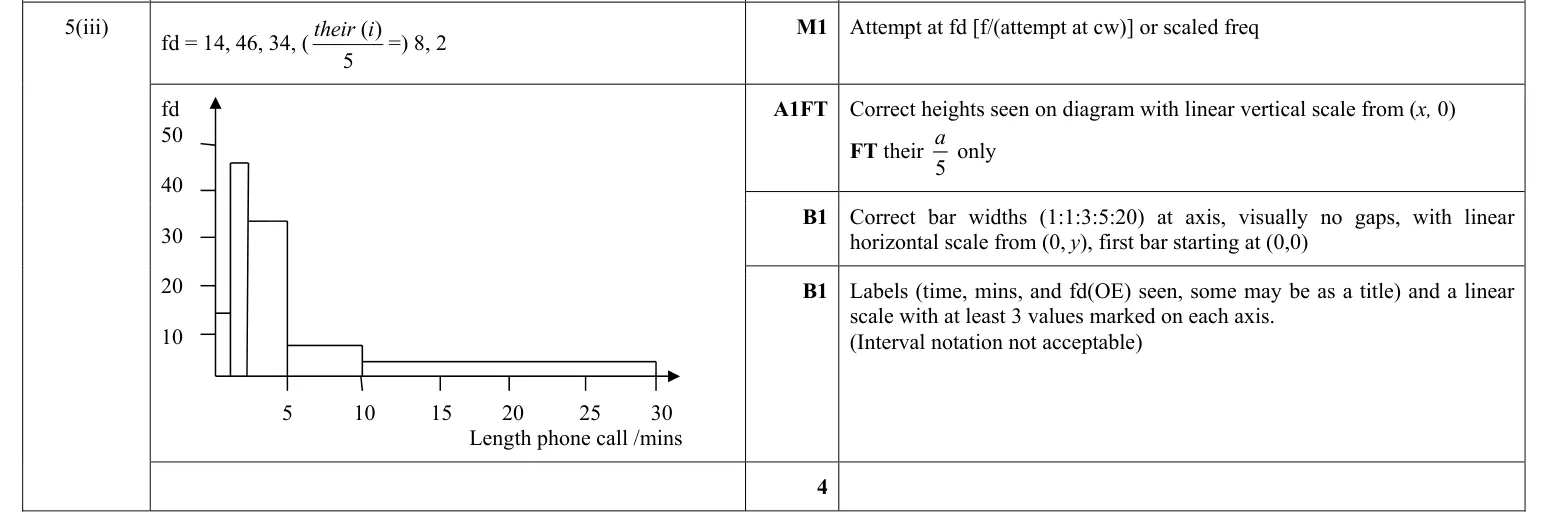 5(iii)
fd = 14, 46, 34, (their (i)/5 =) 8, 2
M1
Attempt at fd [f/(attempt at cw)] or scaled freq
fd
50
40
30
20
10
5 10 15 20 25 30
Length phone call /mins
A1FT
Correct heights seen on diagram with linear vertical scale from (x, 0)
FT their a/5 only
B1
Correct bar widths (1:1:3:5:20) at axis, visually no gaps, with linear
horizontal scale from (0, y), first bar starting at (0,0)
B1
Labels (time, mins, and fd(OE) seen, some may be as a title) and a linear
scale with at least 3 values marked on each axis.
(Interval notation not acceptable)
4